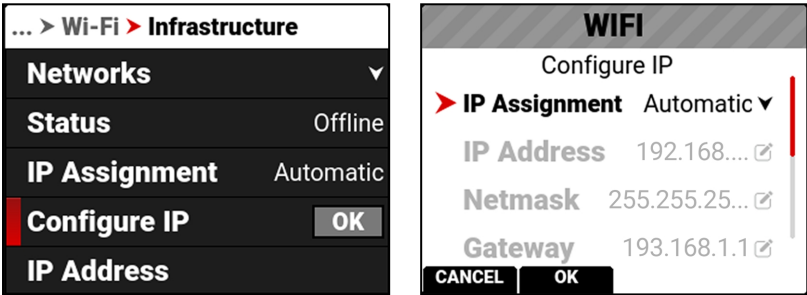 ... > Wi-Fi > Infrastructure
Networks
Status Offline
IP Assignment Automatic
Configure IP OK
IP Address
WIFI
Configure IP
IP Assignment Automatic
IP Address 192.168....
Netmask 255.255.25...
Gateway 193.168.1.1
CANCEL OK